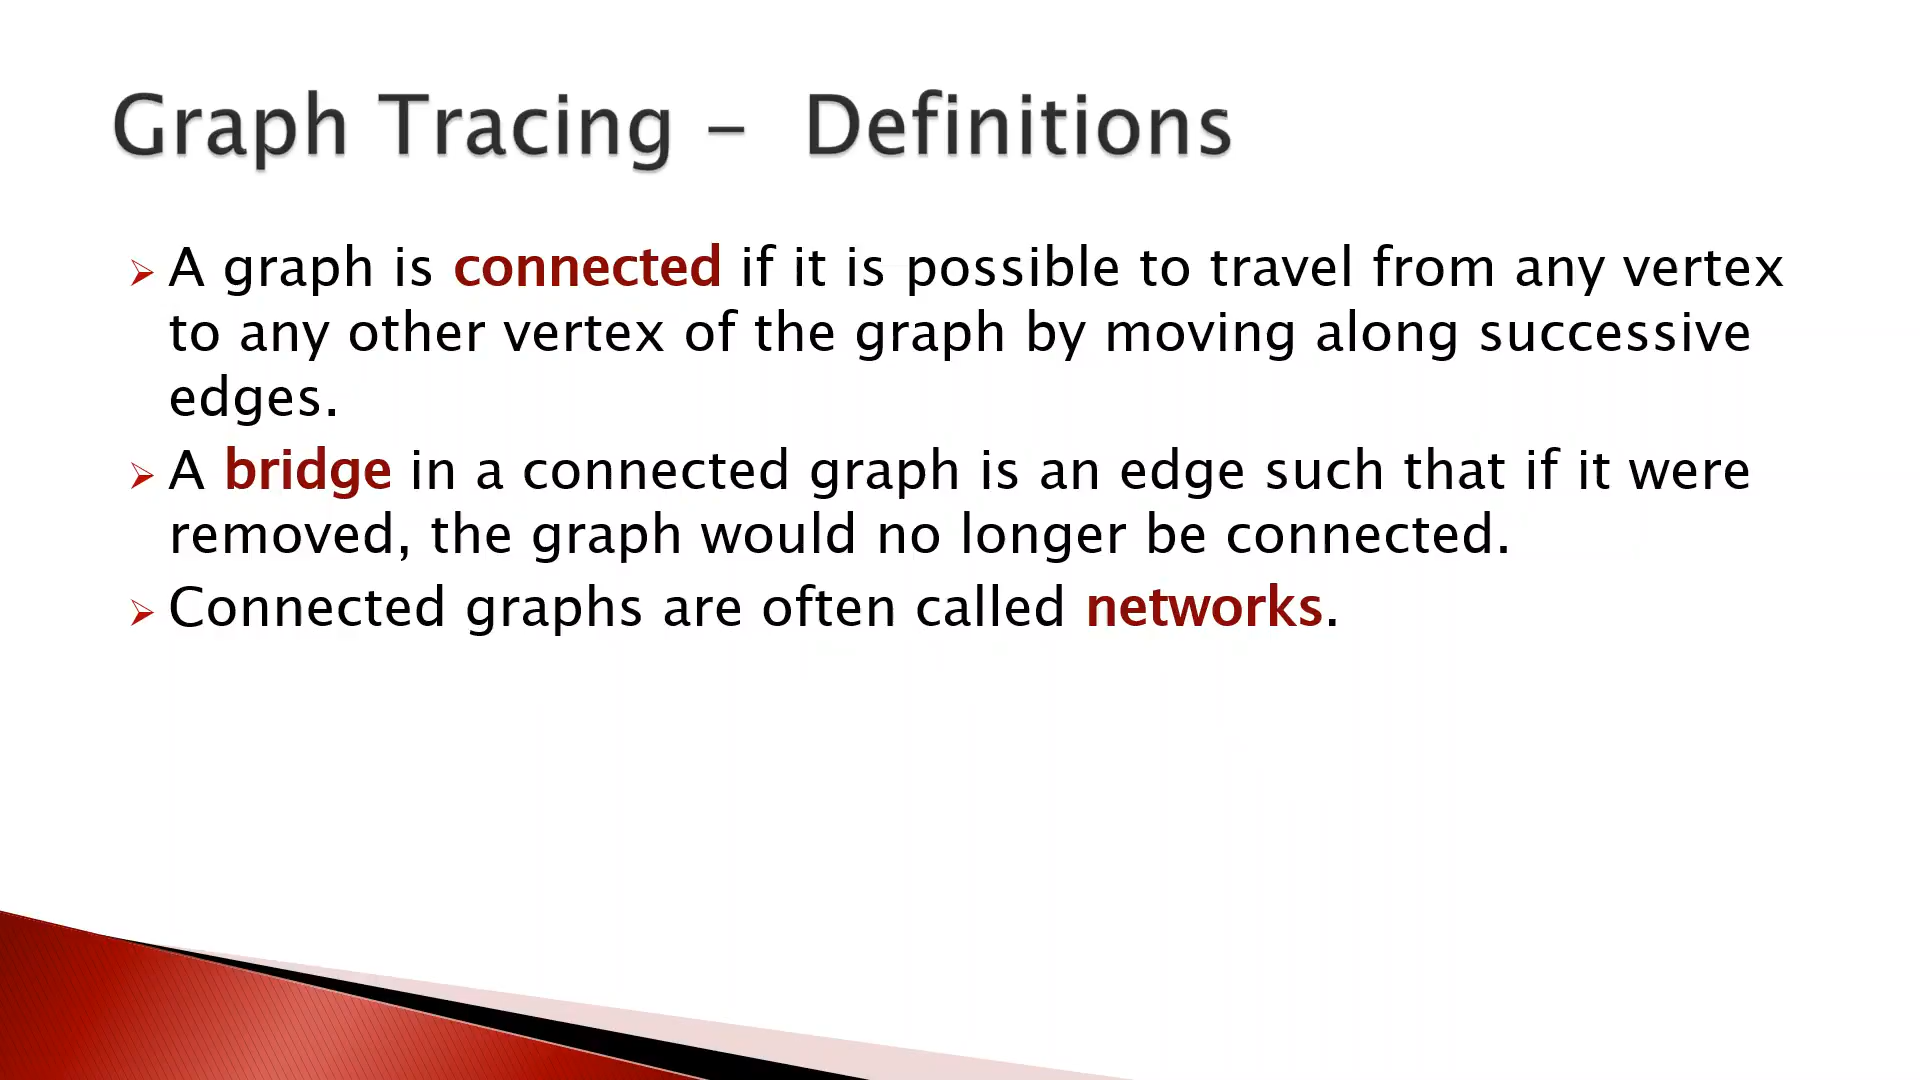 Graph Tracing - Definitions
➢ A graph is connected if it is possible to travel from any vertex
to any other vertex of the graph by moving along successive
edges.
➢ A bridge in a connected graph is an edge such that if it were
removed, the graph would no longer be connected.
➢ Connected graphs are often called networks.